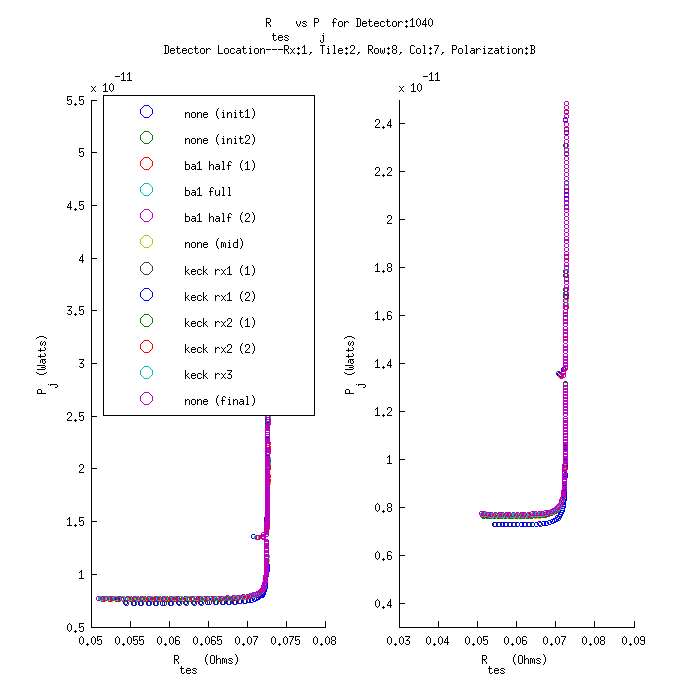 R_tes vs P_j for Detector:1040
Detector Location---Rx:1, Tile:2, Row:8, Col:7, Polarization:B
x 10^-11
5.5
5
4.5
4
3.5
3
2.5
2
1.5
1
0.5
P_j (Watts)
0.05 0.055 0.06 0.065 0.07 0.075 0.08
R_tes (Ohms)
none (init1)
none (init2)
ba1 half (1)
ba1 full
ba1 half (2)
none (mid)
keck rx1 (1)
keck rx1 (2)
keck rx2 (1)
keck rx2 (2)
keck rx3
none (final)
x 10^-11
2.4
2.2
2
1.8
1.6
1.4
1.2
1
0.8
0.6
0.4
P_j (Watts)
0.03 0.04 0.05 0.06 0.07 0.08 0.09
R_tes (Ohms)